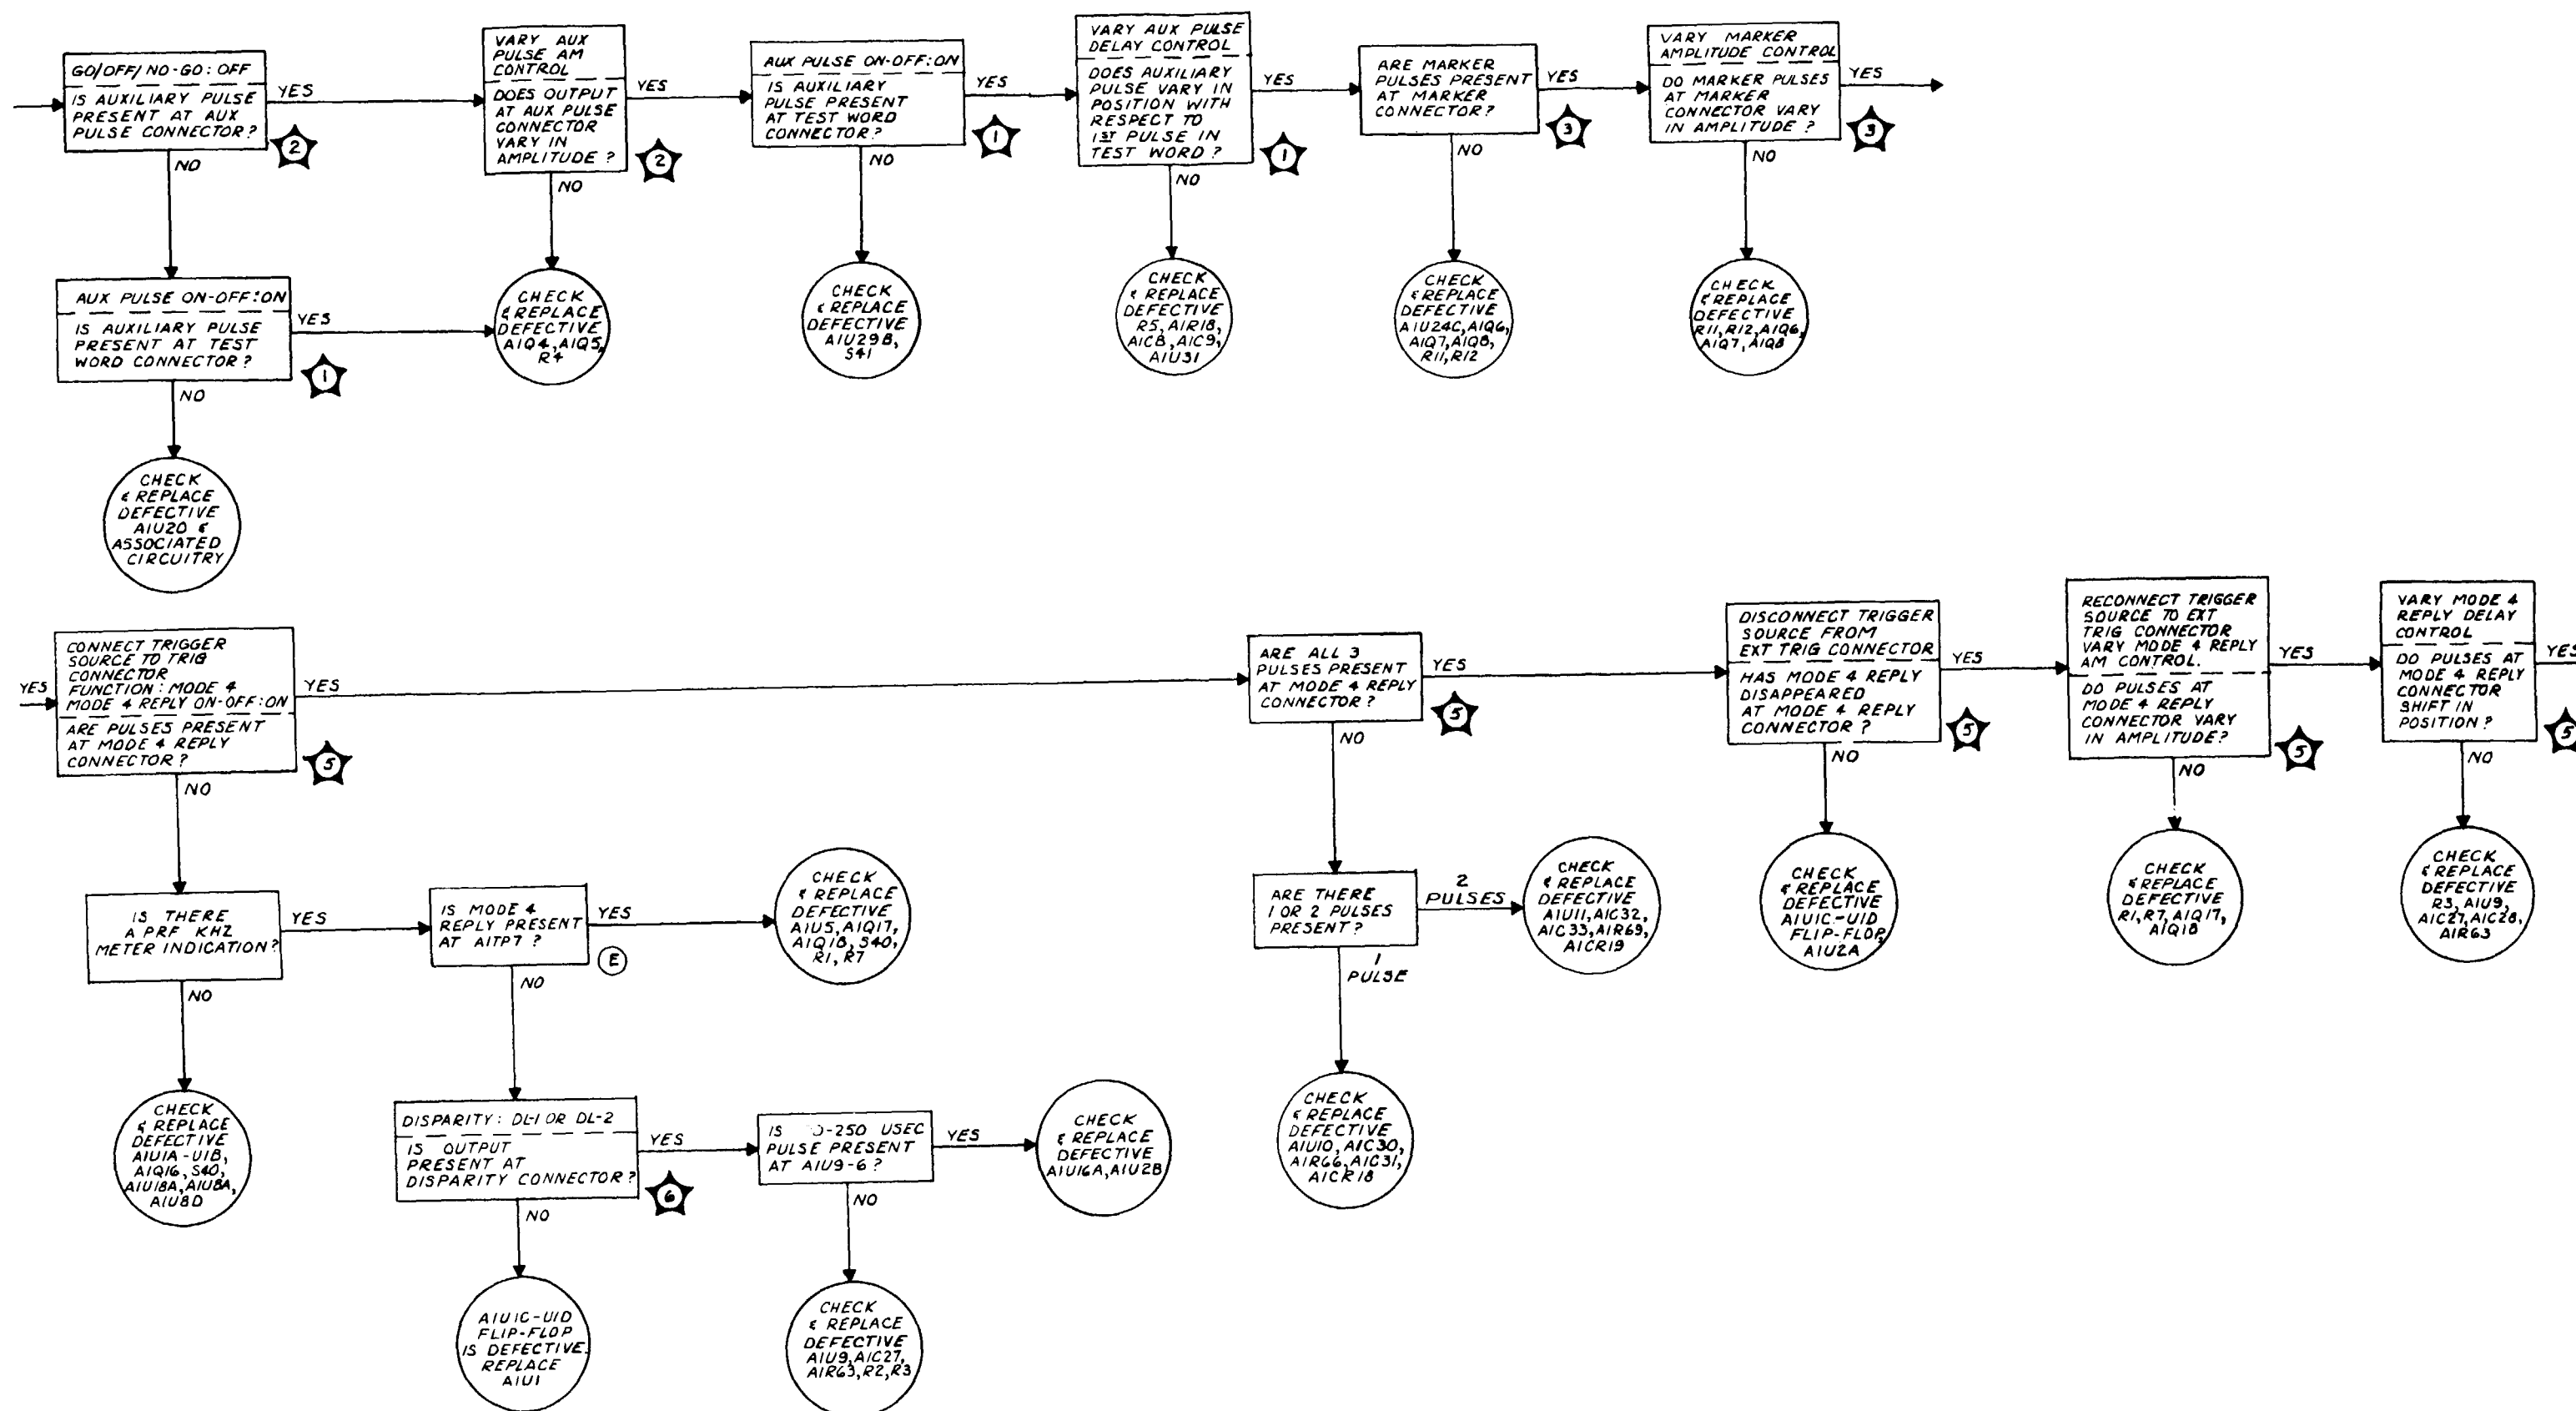 GO/OFF/NO-GO: OFF
IS AUXILIARY PULSE
PRESENT AT AUX
PULSE CONNECTOR?
YES
2
NO
VARY AUX
PULSE AM
CONTROL
DOES OUTPUT
AT AUX PULSE
CONNECTOR
VARY IN
AMPLITUDE?
YES
2
NO
AUX PULSE ON-OFF:ON
IS AUXILIARY
PULSE PRESENT
AT TEST WORD
CONNECTOR?
YES
1
NO
VARY AUX PULSE
DELAY CONTROL
DOES AUXILIARY
PULSE VARY IN
POSITION WITH
RESPECT TO
1ST PULSE IN
TEST WORD?
YES
1
NO
ARE MARKER
PULSES PRESENT
AT MARKER
CONNECTOR?
YES
3
NO
VARY MARKER
AMPLITUDE CONTROL
DO MARKER PULSES
AT MARKER
CONNECTOR VARY
IN AMPLITUDE?
YES
3
NO
AUX PULSE ON-OFF:ON
IS AUXILIARY PULSE
PRESENT AT TEST
WORD CONNECTOR?
YES
1
NO
CHECK
& REPLACE
DEFECTIVE
A1Q4, A1Q5,
R4
CHECK
& REPLACE
DEFECTIVE
A1U29B,
S41
CHECK
& REPLACE
DEFECTIVE
R5, A1R18,
A1C8, A1C9,
A1U31
CHECK
& REPLACE
DEFECTIVE
A1U24C, A1Q6,
A1Q7, A1Q8,
R11, R12
CHECK
& REPLACE
DEFECTIVE
R11, R12, A1Q6,
A1Q7, A1Q8
CHECK
& REPLACE
DEFECTIVE
A1U20 &
ASSOCIATED
CIRCUITRY
YES
CONNECT TRIGGER
SOURCE TO TRIG
CONNECTOR
FUNCTION: MODE 4
MODE 4 REPLY ON-OFF:ON
ARE PULSES PRESENT
AT MODE 4 REPLY
CONNECTOR?
YES
5
NO
ARE ALL 3
PULSES PRESENT
AT MODE 4 REPLY
CONNECTOR?
YES
5
NO
DISCONNECT TRIGGER
SOURCE FROM
EXT TRIG CONNECTOR
HAS MODE 4 REPLY
DISAPPEARED
AT MODE 4 REPLY
CONNECTOR?
YES
5
NO
RECONNECT TRIGGER
SOURCE TO EXT
TRIG CONNECTOR
VARY MODE 4 REPLY
AM CONTROL.
DO PULSES AT
MODE 4 REPLY
CONNECTOR VARY
IN AMPLITUDE?
YES
5
NO
VARY MODE 4
REPLY DELAY
CONTROL
DO PULSES AT
MODE 4 REPLY
CONNECTOR
SHIFT IN
POSITION?
YES
5
NO
IS THERE
A PRF KHZ
METER INDICATION?
YES
NO
IS MODE 4
REPLY PRESENT
AT A1TP7?
YES
E
NO
CHECK
& REPLACE
DEFECTIVE
A1U5, A1Q17,
A1Q18, S40,
R1, R7
ARE THERE
1 OR 2 PULSES
PRESENT?
2
PULSES
1
PULSE
CHECK
& REPLACE
DEFECTIVE
A1U11, A1C32,
A1C33, A1R69,
A1CR19
CHECK
& REPLACE
DEFECTIVE
A1U1C-U1D
FLIP-FLOP,
A1U2A
CHECK
& REPLACE
DEFECTIVE
R1, R7, A1Q17,
A1Q18
CHECK
& REPLACE
DEFECTIVE
R3, A1U9,
A1C27, A1C28,
A1R63
CHECK
& REPLACE
DEFECTIVE
A1U1A-U1B,
A1Q16, S40,
A1U18A, A1U8A,
A1U8D
DISPARITY: DL-1 OR DL-2
IS OUTPUT
PRESENT AT
DISPARITY CONNECTOR?
YES
6
NO
IS 0-250 USEC
PULSE PRESENT
AT A1U9-6?
YES
NO
CHECK
& REPLACE
DEFECTIVE
A1U16A, A1U2B
CHECK
& REPLACE
DEFECTIVE
A1U10, A1C30,
A1R66, A1C31,
A1CR18
A1U1C-U1D
FLIP-FLOP
IS DEFECTIVE.
REPLACE
A1U1
CHECK
& REPLACE
DEFECTIVE
A1U9, A1C27,
A1R63, R2, R3